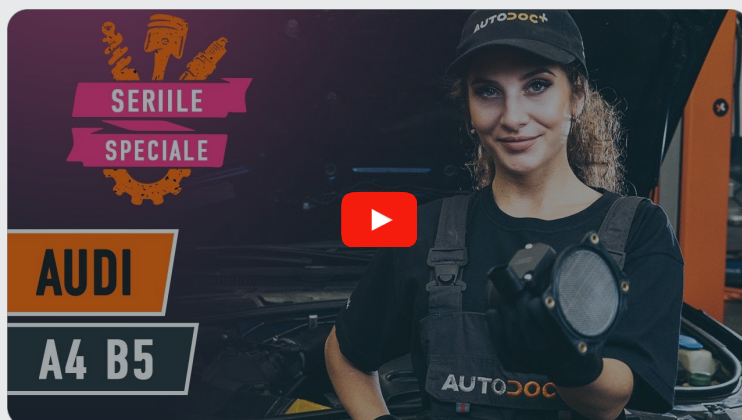 AUTODOC+
SERIILE
SPECIALE
AUDI
A4 B5
AUTODOC